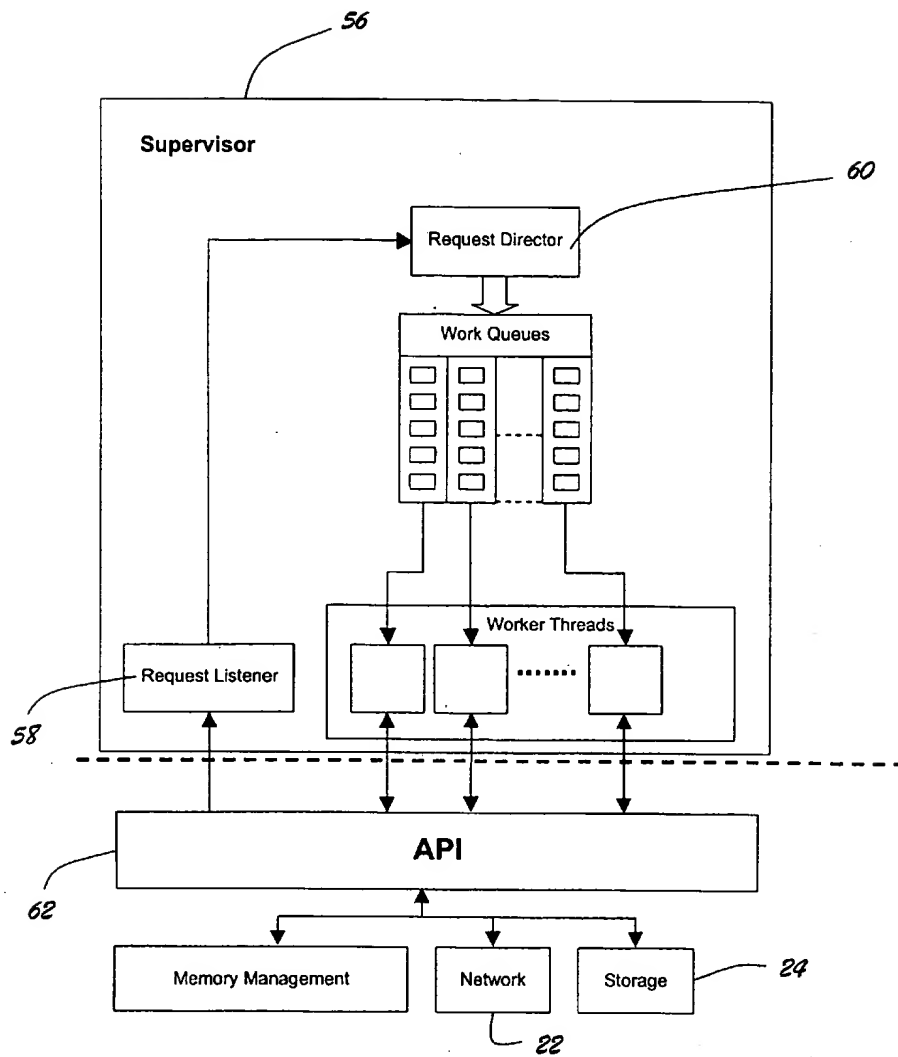 56
Supervisor
60
Request Director
Work Queues
Worker Threads
Request Listener
58
API
62
Memory Management
Network
Storage
24
22